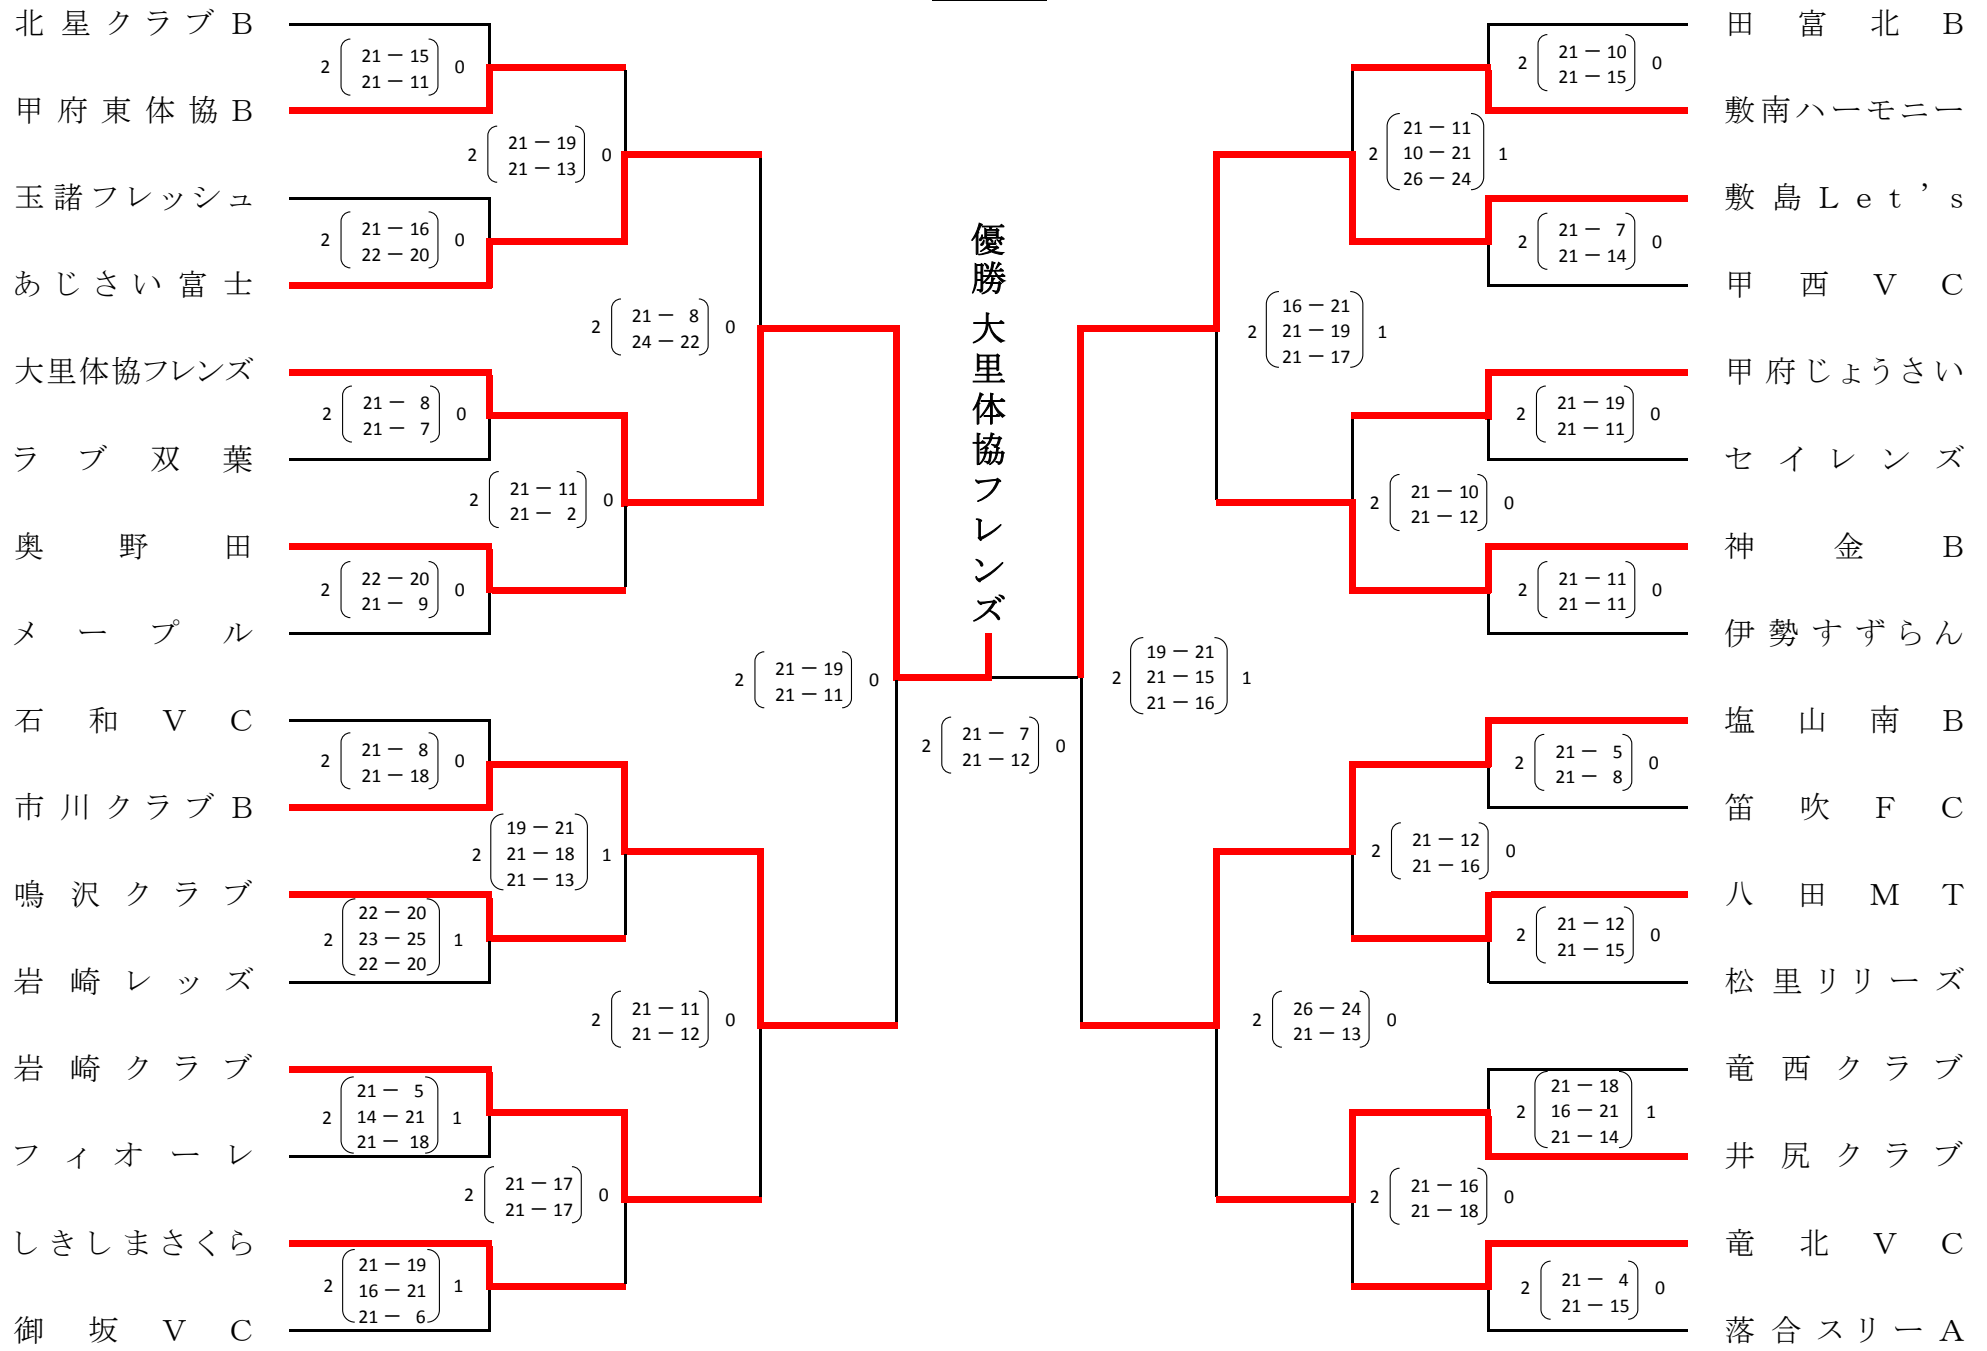 北星クラブB
2 21－15 0
21－11
甲府東体協B
2 21－19 0
21－13
玉諸フレッシュ
2 21－16 0
22－20
あじさい富士
2 21－8 0
24－22
大里体協フレンズ
2 21－8 0
21－7
ラブ双葉
2 21－11 0
21－2
奥野田
2 22－20 0
21－9
メープル
2 21－19 0
21－11
石和VC
2 21－8 0
21－18
市川クラブB
19－21
2 21－18 1
21－13
鳴沢クラブ
22－20
2 23－25 1
22－20
岩崎レッズ
2 21－11 0
21－12
岩崎クラブ
21－5
2 14－21 1
21－18
フィオーレ
2 21－17 0
21－17
しきしまさくら
21－19
2 16－21 1
21－6
御坂VC
優勝 大里体協フレンズ
2 21－7 0
21－12
田富北B
2 21－10 0
21－15
敷南ハーモニー
21－11
2 10－21 1
26－24
敷島Let’s
2 21－7 0
21－14
甲西VC
16－21
2 21－19 1
21－17
甲府じょうさい
2 21－19 0
21－11
セイレンズ
2 21－10 0
21－12
神金B
2 21－11 0
21－11
伊勢すずらん
19－21
2 21－15 1
21－16
塩山南B
2 21－5 0
21－8
笛吹FC
2 21－12 0
21－16
八田MT
2 21－12 0
21－15
松里リリーズ
2 26－24 0
21－13
竜西クラブ
21－18
2 16－21 1
21－14
井尻クラブ
2 21－16 0
21－18
竜北VC
2 21－4 0
21－15
落合スリーA